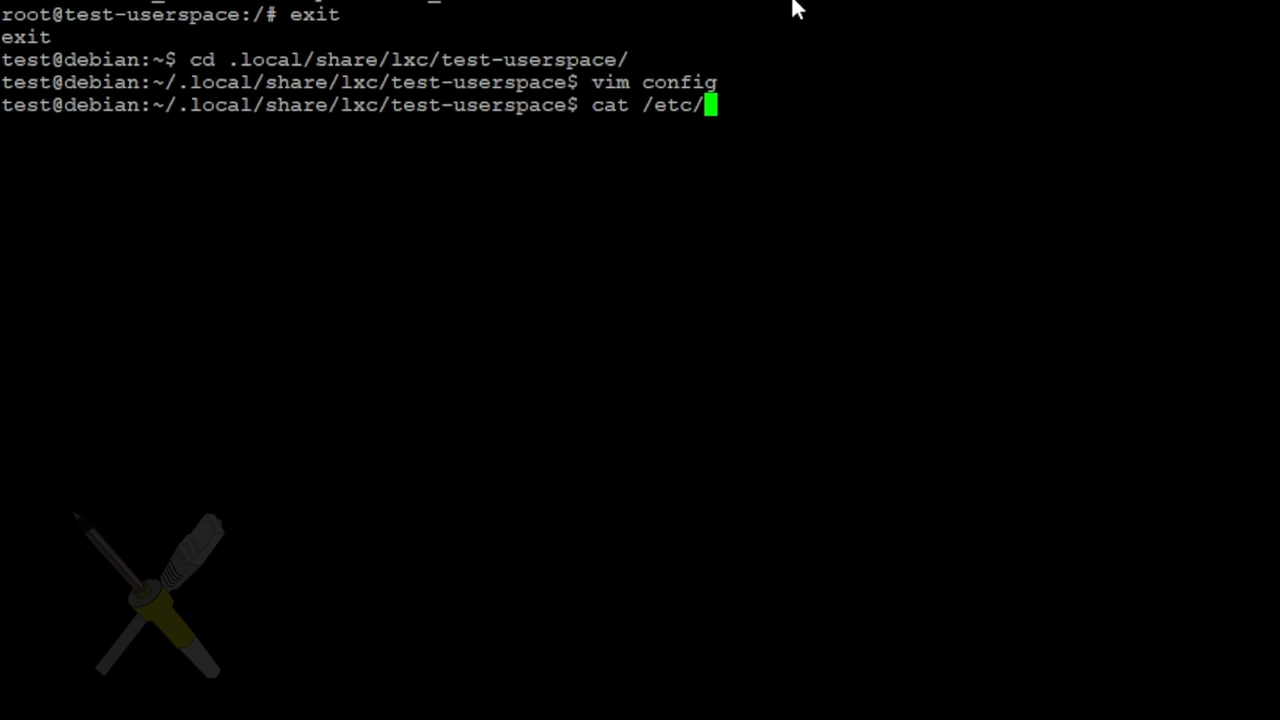 root@test-userspace:/# exit
exit
test@debian:~$ cd .local/share/lxc/test-userspace/
test@debian:~/.local/share/lxc/test-userspace$ vim config
test@debian:~/.local/share/lxc/test-userspace$ cat /etc/